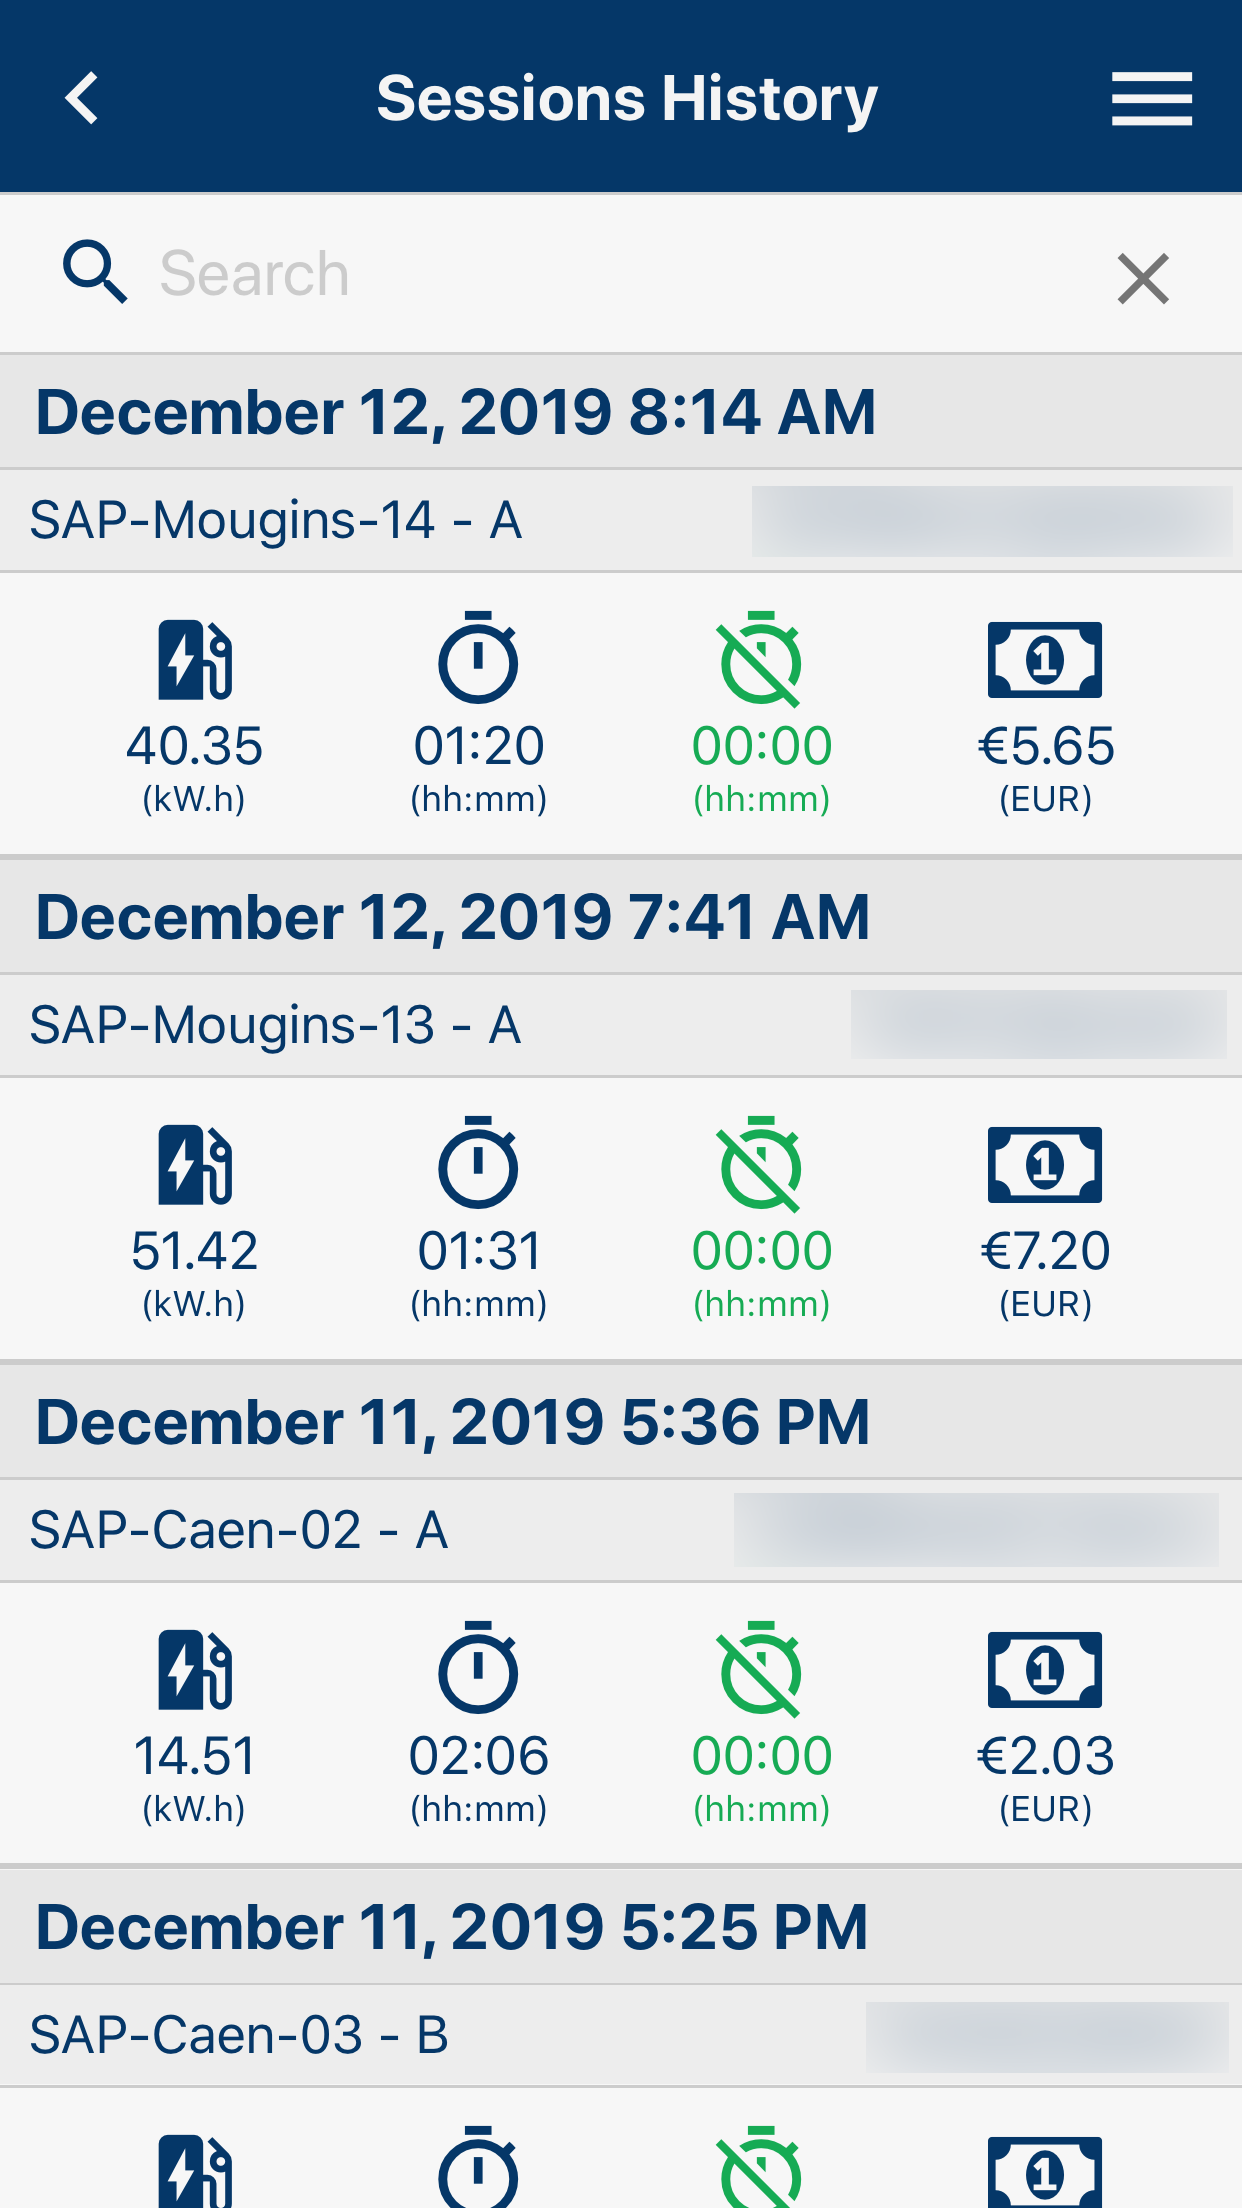 Sessions History
Search
December 12, 2019 8:14 AM
SAP-Mougins-14 - A
40.35 01:20 00:00 €5.65
(kW.h) (hh:mm) (hh:mm) (EUR)
December 12, 2019 7:41 AM
SAP-Mougins-13 - A
51.42 01:31 00:00 €7.20
(kW.h) (hh:mm) (hh:mm) (EUR)
December 11, 2019 5:36 PM
SAP-Caen-02 - A
14.51 02:06 00:00 €2.03
(kW.h) (hh:mm) (hh:mm) (EUR)
December 11, 2019 5:25 PM
SAP-Caen-03 - B